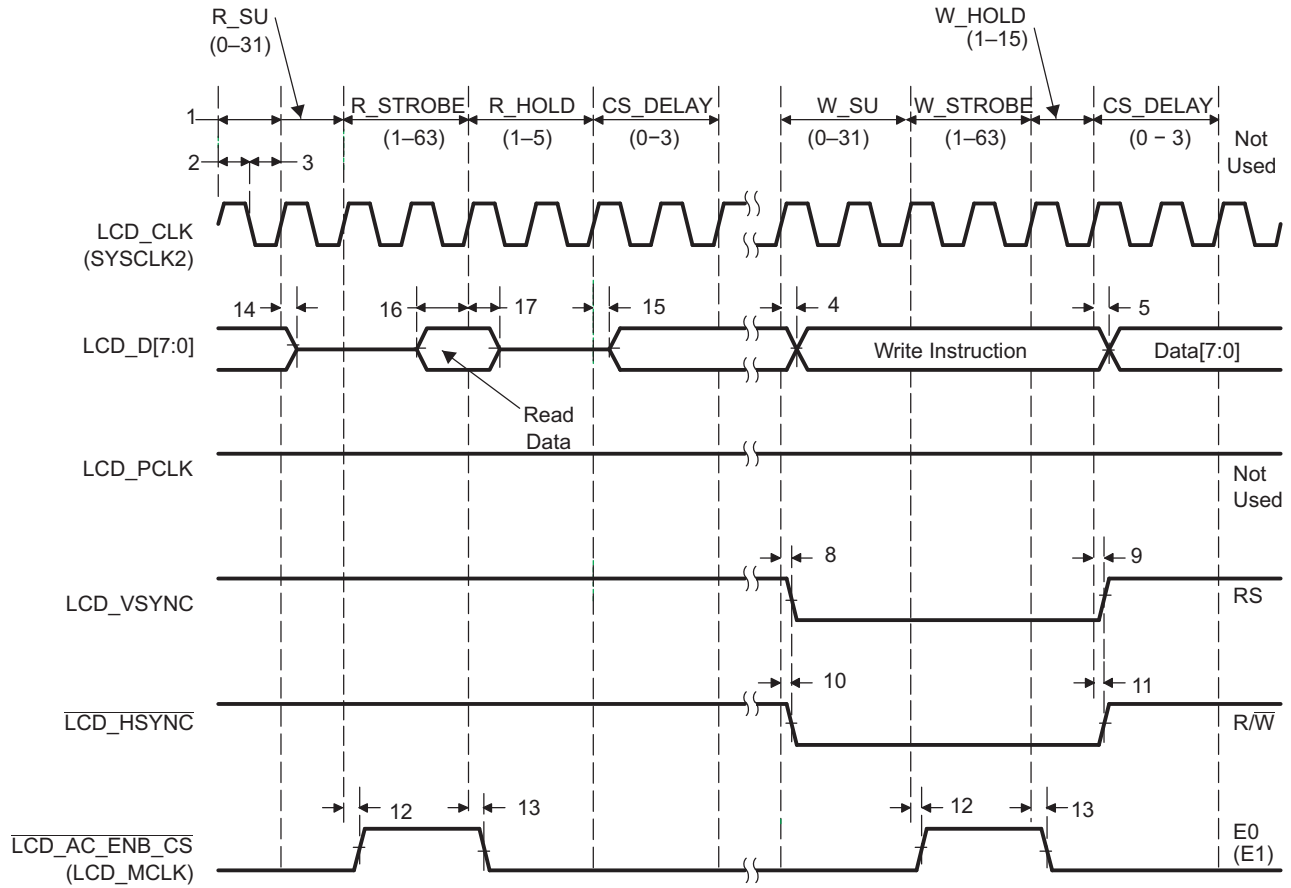 R_SU
(0–31)
W_HOLD
(1–15)
R_STROBE
(1–63)
R_HOLD
(1–5)
CS_DELAY
(0–3)
W_SU
(0–31)
W_STROBE
(1–63)
CS_DELAY
(0 – 3)
Not
Used
1
2
3
LCD_CLK
(SYSCLK2)
14
16
17
15
4
5
LCD_D[7:0]
Write Instruction
Data[7:0]
Read
Data
LCD_PCLK
Not
Used
8
9
LCD_VSYNC
RS
10
11
LCD_HSYNC
R/W
12
13
12
13
LCD_AC_ENB_CS
(LCD_MCLK)
E0
(E1)